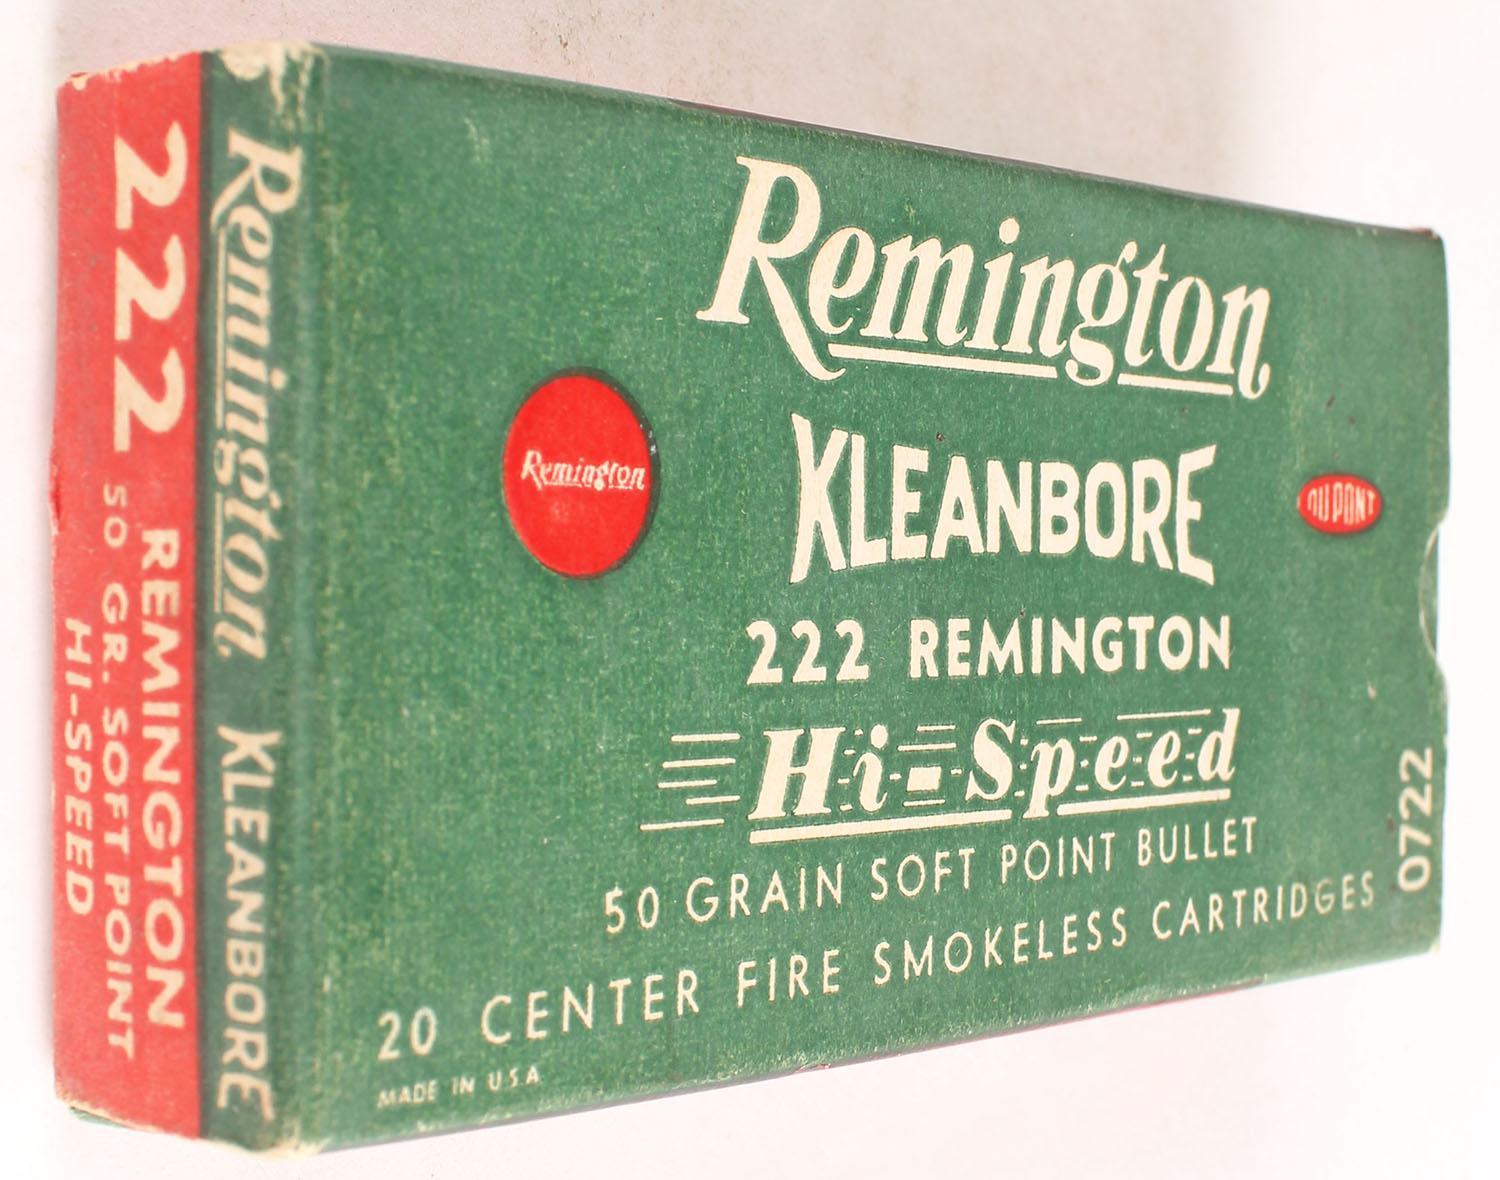 Remington
KLEANBORE
222 REMINGTON
Hi-Speed
50 GRAIN SOFT POINT BULLET
20 CENTER FIRE SMOKELESS CARTRIDGES
MADE IN U.S.A
Remington
DU PONT
0722
Remington KLEANBORE
222 REMINGTON
50 GR. SOFT POINT
HI-SPEED